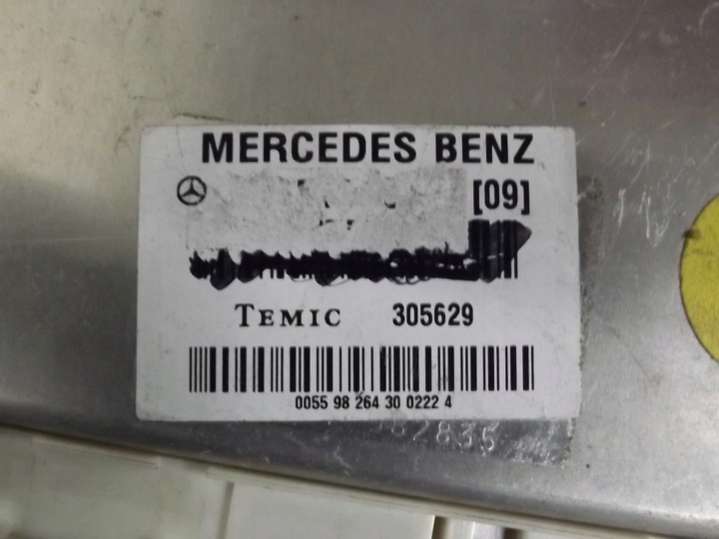 MERCEDES BENZ
[09]
TEMIC 305629
0055 98 264 30 0222 4